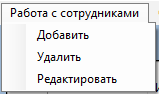 Работа с сотрудниками
Добавить
Удалить
Редактировать